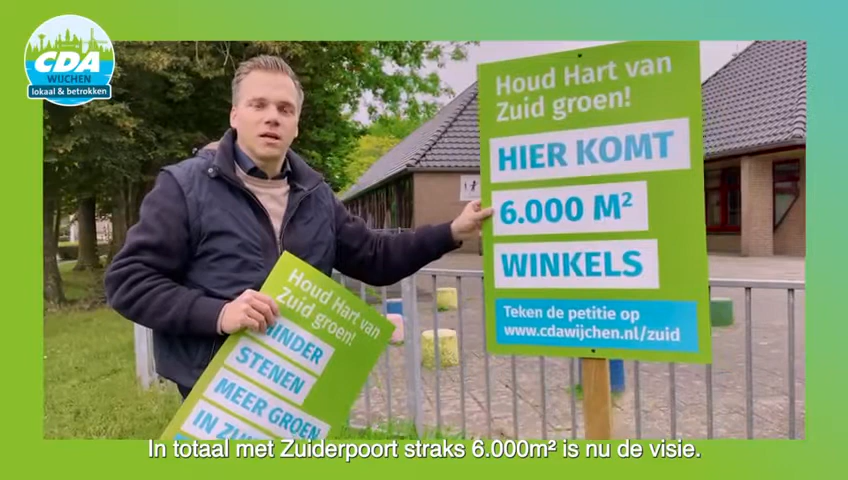 CDA
WIJCHEN
lokaal & betrokken
Houd Hart van
Zuid groen!
HIER KOMT
6.000 M²
WINKELS
Teken de petitie op
www.cdawijchen.nl/zuid
Houd Hart van
Zuid groen!
MINDER
STENEN
MEER GROEN
IN
In totaal met Zuiderpoort straks 6.000m² is nu de visie.